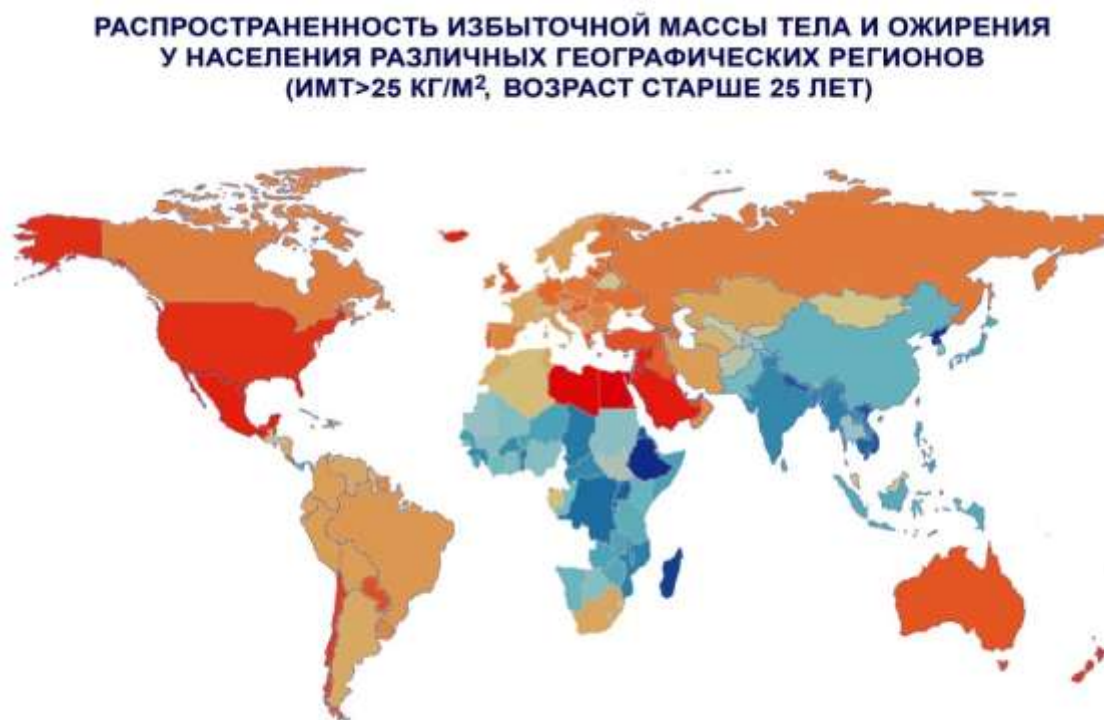 РАСПРОСТРАНЕННОСТЬ ИЗБЫТОЧНОЙ МАССЫ ТЕЛА И ОЖИРЕНИЯ
У НАСЕЛЕНИЯ РАЗЛИЧНЫХ ГЕОГРАФИЧЕСКИХ РЕГИОНОВ
(ИМТ>25 КГ/М², ВОЗРАСТ СТАРШЕ 25 ЛЕТ)